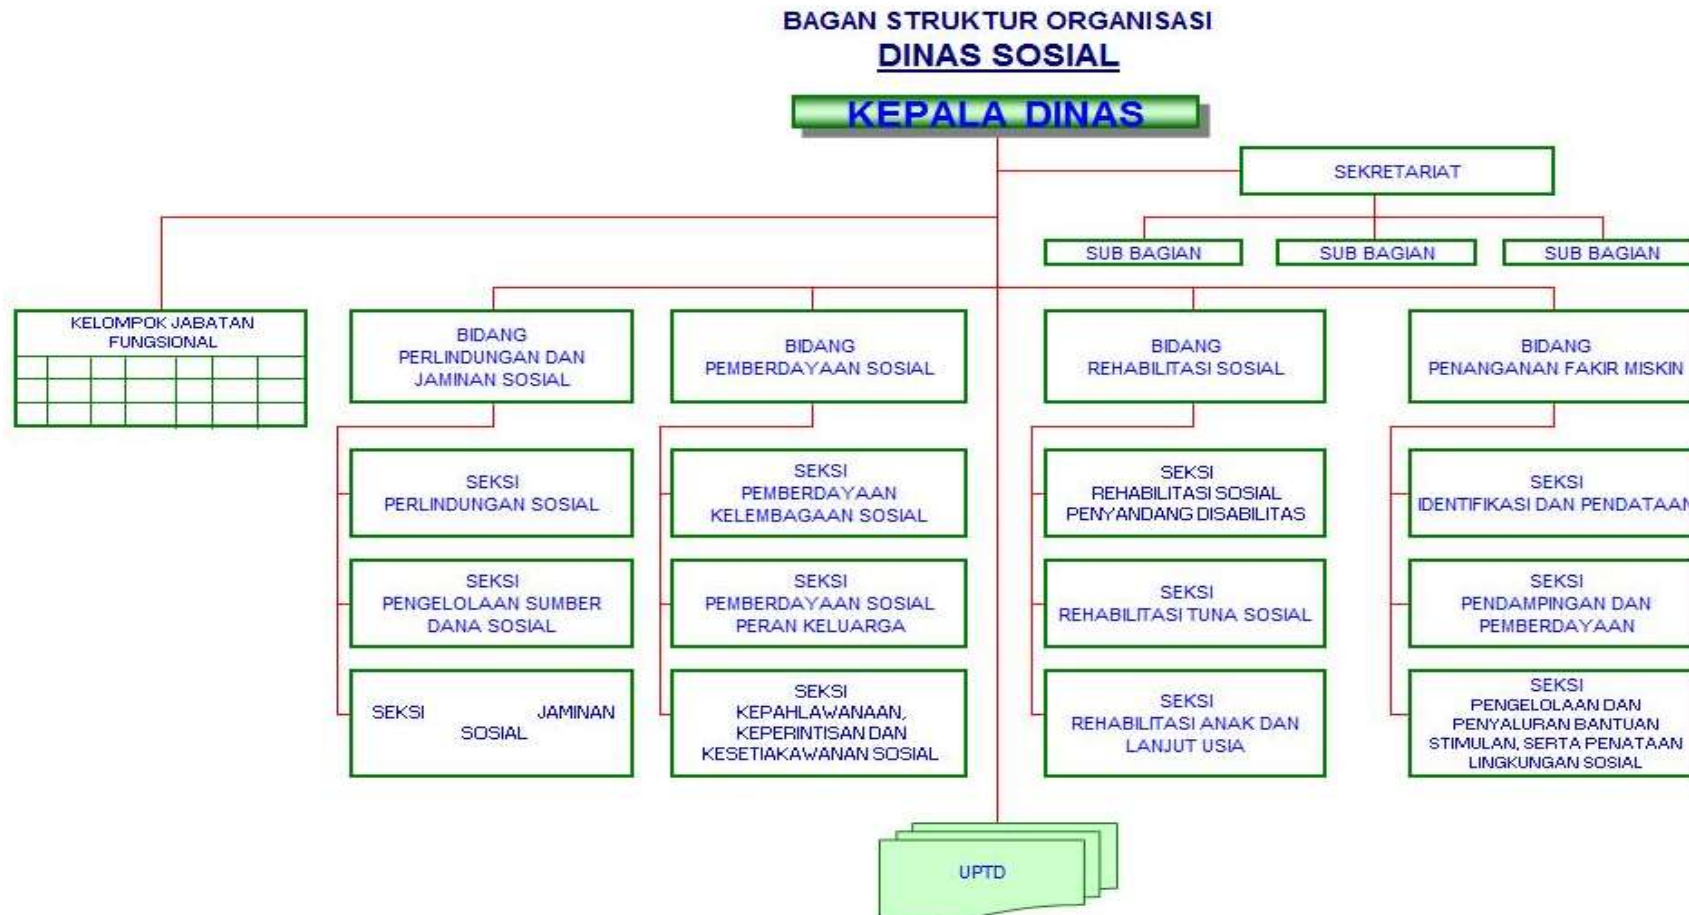 BAGAN STRUKTUR ORGANISASI
DINAS SOSIAL
KEPALA DINAS
SEKRETARIAT
SUB BAGIAN
SUB BAGIAN
SUB BAGIAN
KELOMPOK JABATAN
FUNGSIONAL
BIDANG
PERLINDUNGAN DAN
JAMINAN SOSIAL
BIDANG
PEMBERDAYAAN SOSIAL
BIDANG
REHABILITASI SOSIAL
BIDANG
PENANGANAN FAKIR MISKIN
SEKSI
PERLINDUNGAN SOSIAL
SEKSI
PEMBERDAYAAN
KELEMBAGAAN SOSIAL
SEKSI
REHABILITASI SOSIAL
PENYANDANG DISABILITAS
SEKSI
IDENTIFIKASI DAN PENDATAAN
SEKSI
PENGELOLAAN SUMBER
DANA SOSIAL
SEKSI
PEMBERDAYAAN SOSIAL
PERAN KELUARGA
SEKSI
REHABILITASI TUNA SOSIAL
SEKSI
PENDAMPINGAN DAN
PEMBERDAYAAN
SEKSI JAMINAN
SOSIAL
SEKSI
KEPAHLAWANAAN,
KEPERINTISAN DAN
KESETIAKAWANAN SOSIAL
SEKSI
REHABILITASI ANAK DAN
LANJUT USIA
SEKSI
PENGELOLAAN DAN
PENYALURAN BANTUAN
STIMULAN, SERTA PENATAAN
LINGKUNGAN SOSIAL
UPTD